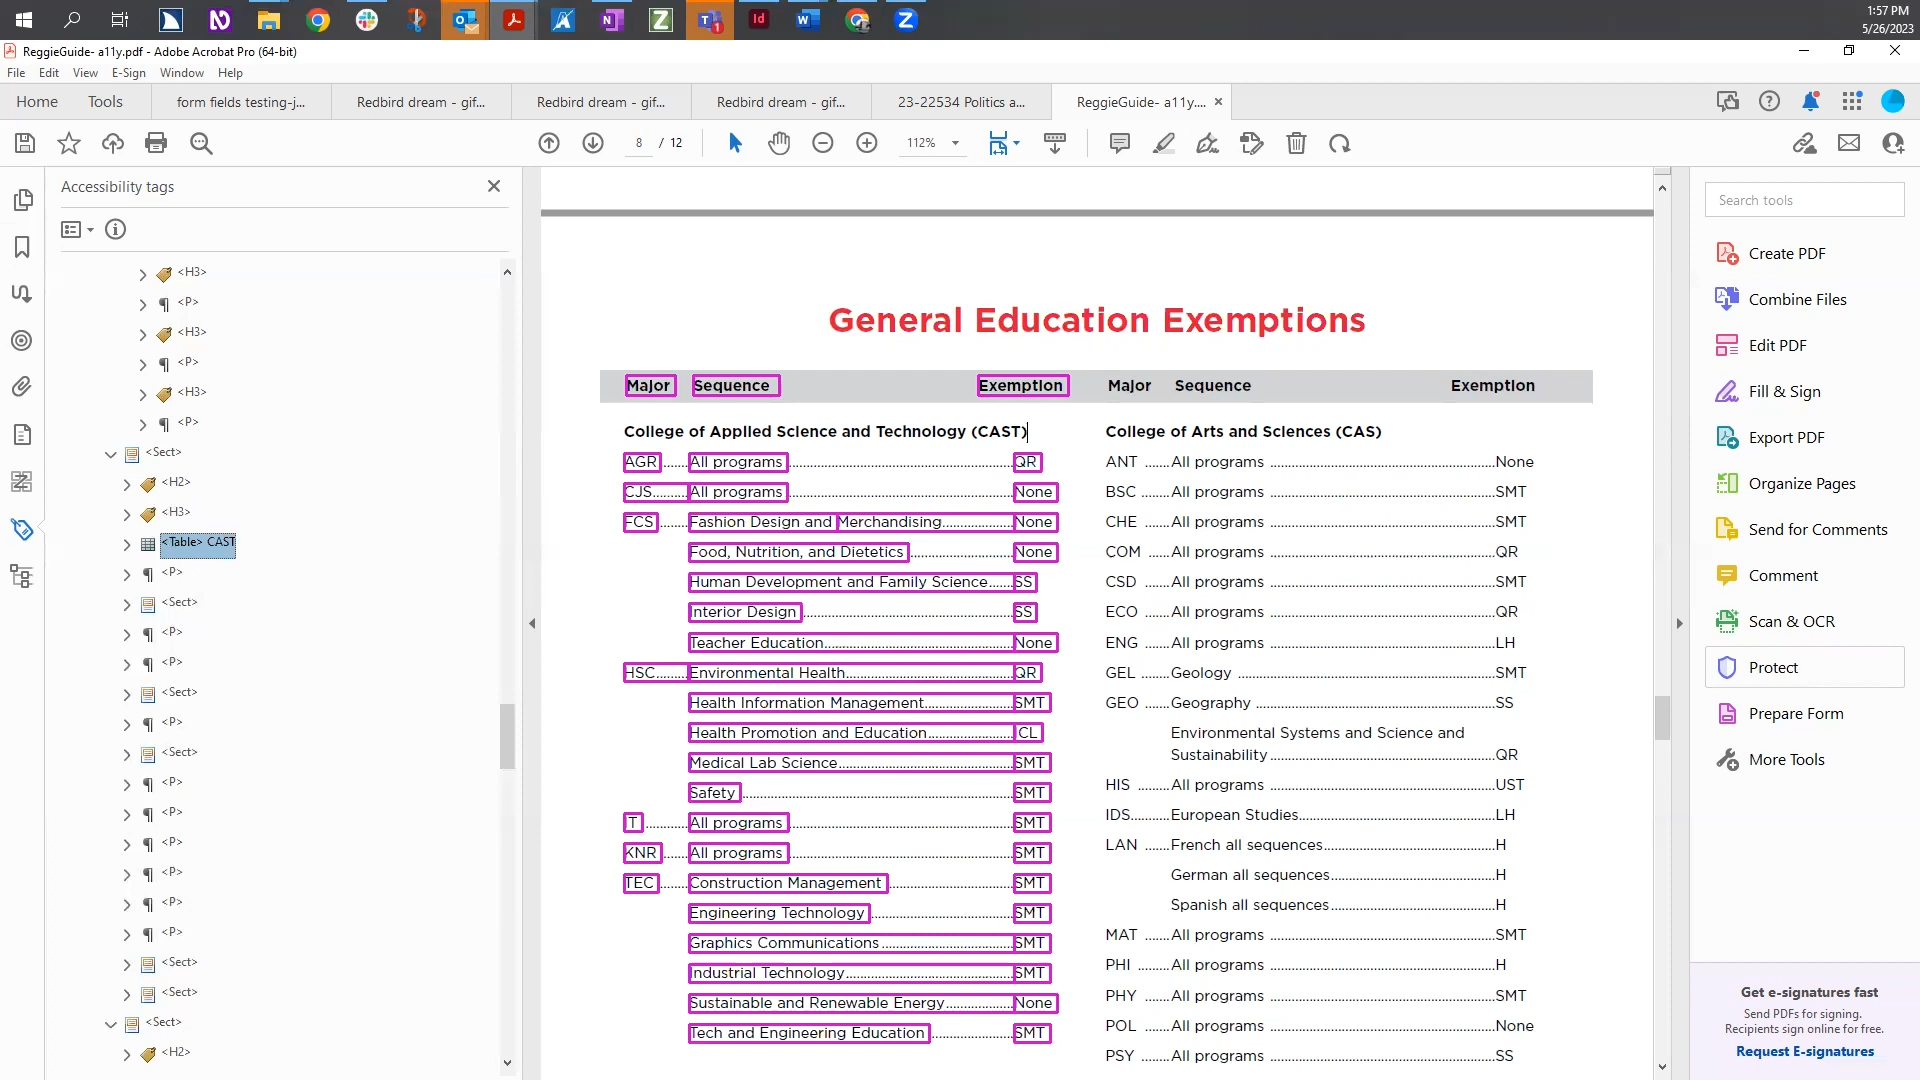 1:57 PM
5/26/2023
ReggieGuide- a11y.pdf - Adobe Acrobat Pro (64-bit)
File Edit View E-Sign Window Help
Home Tools form fields testing-j... Redbird dream - gif... Redbird dream - gif... Redbird dream - gif... 23-22534 Politics a... ReggieGuide- a11y....
8 / 12 112%
Accessibility tags
<H3>
<P>
<H3>
<P>
<H3>
<P>
<Sect>
<H2>
<H3>
<Table> CAST
<P>
<Sect>
<P>
<P>
<Sect>
<P>
<Sect>
<P>
<P>
<P>
<P>
<P>
<P>
<Sect>
<Sect>
<Sect>
<H2>
General Education Exemptions
Major Sequence Exemption
College of Applied Science and Technology (CAST)
AGR ......All programs ........QR
CJS.........All programs ........None
FCS .......Fashion Design and Merchandising........None
Food, Nutrition, and Dietetics ........None
Human Development and Family Science......SS
Interior Design ........SS
Teacher Education........None
HSC........Environmental Health........QR
Health Information Management........SMT
Health Promotion and Education........ICL
Medical Lab Science........SMT
Safety ........SMT
IT ..........All programs ........SMT
KNR ......All programs ........SMT
TEC .......Construction Management ........SMT
Engineering Technology ........SMT
Graphics Communications ........SMT
Industrial Technology........SMT
Sustainable and Renewable Energy........None
Tech and Engineering Education ........SMT
Major Sequence Exemption
College of Arts and Sciences (CAS)
ANT ......All programs ........None
BSC ......All programs ........SMT
CHE ......All programs ........SMT
COM ......All programs ........QR
CSD ......All programs ........SMT
ECO ......All programs ........QR
ENG ......All programs ........LH
GEL ......Geology ........SMT
GEO ......Geography ........SS
Environmental Systems and Science and
Sustainability ........QR
HIS ......All programs ........UST
IDS.........European Studies........LH
LAN ......French all sequences........H
German all sequences........H
Spanish all sequences........H
MAT ......All programs ........SMT
PHI ......All programs ........H
PHY ......All programs ........SMT
POL ......All programs ........None
PSY ......All programs ........SS
Search tools
Create PDF
Combine Files
Edit PDF
Fill & Sign
Export PDF
Organize Pages
Send for Comments
Comment
Scan & OCR
Protect
Prepare Form
More Tools
Get e-signatures fast
Send PDFs for signing.
Recipients sign online for free.
Request E-signatures